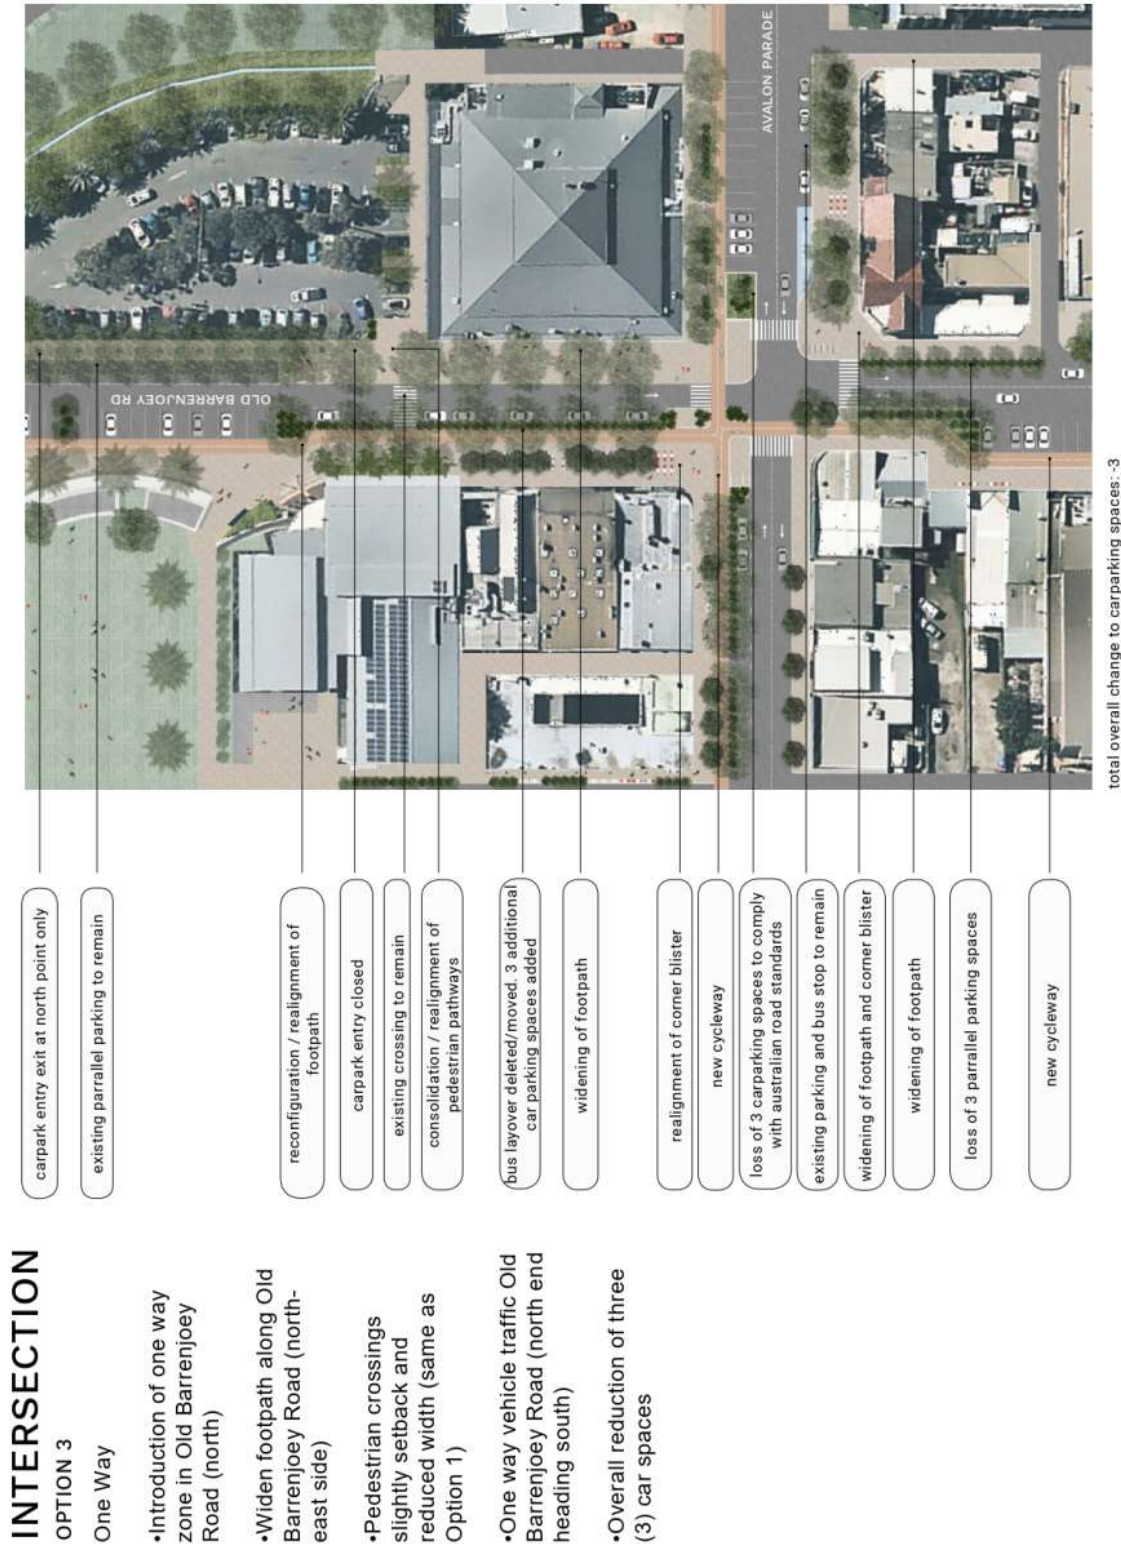 INTERSECTION
OPTION 3
One Way
•Introduction of one way
zone in Old Barrenjoey
Road (north)
•Widen footpath along Old
Barrenjoey Road (north-
east side)
•Pedestrian crossings
slightly setback and
reduced width (same as
Option 1)
•One way vehicle traffic Old
Barrenjoey Road (north end
heading south)
•Overall reduction of three
(3) car spaces
carpark entry exit at north point only
existing parrallel parking to remain
reconfiguration / realignment of
footpath
carpark entry closed
existing crossing to remain
consolidation / realignment of
pedestrian pathways
bus layover deleted/moved. 3 additional
car parking spaces added
widening of footpath
realignment of corner blister
new cycleway
loss of 3 carparking spaces to comply
with australian road standards
existing parking and bus stop to remain
widening of footpath and corner blister
widening of footpath
loss of 3 parrallel parking spaces
new cycleway
OLD BARRENJOEY RD
AVALON PARADE
total overall change to carparking spaces: -3